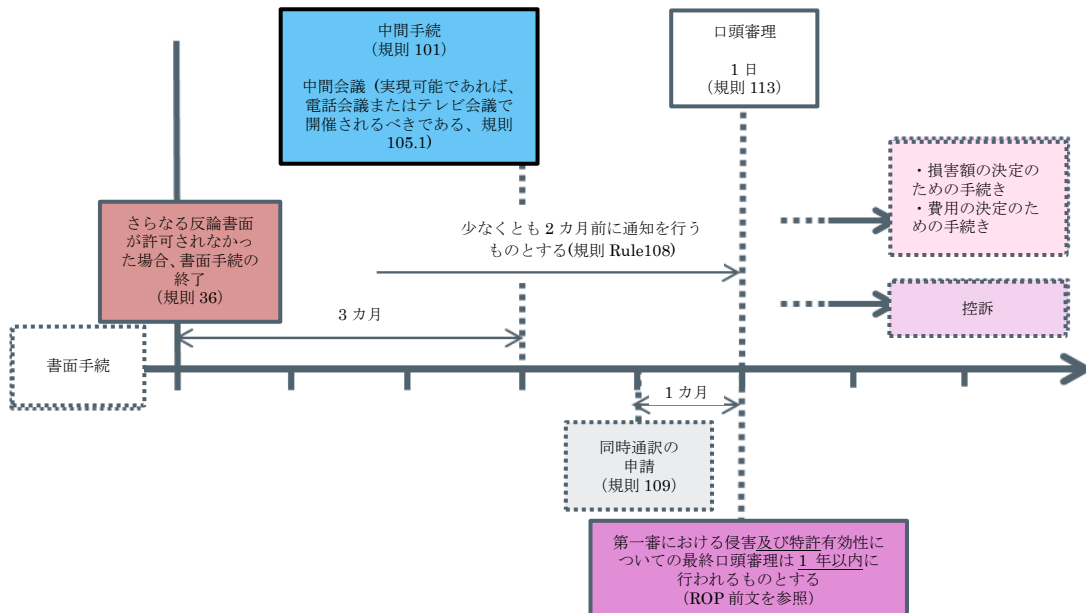 中間手続
（規則 101）
中間会議 (実現可能であれば、
電話会議またはテレビ会議で
開催されるべきである、規則
105.1)
口頭審理
1 日
（規則 113）
・損害額の決定の
ための手続き
・費用の決定のた
めの手続き
さらなる反論書面
が許可されなかっ
た場合、書面手続の
終了
（規則 36）
少なくとも 2 カ月前に通知を行う
ものとする(規則 Rule108)
控訴
3 カ月
書面手続
1 カ月
同時通訳の
申請
（規則 109）
第一審における侵害及び特許有効性に
ついての最終口頭審理は 1 年以内に
行われるものとする
（ROP 前文を参照）